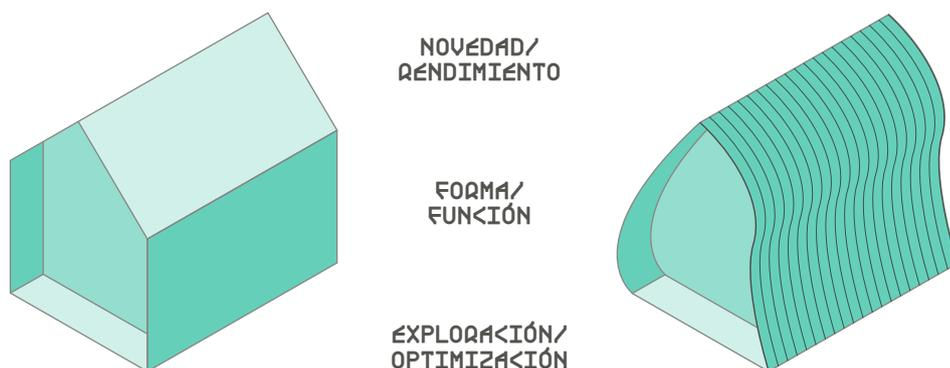 NOVEDAD/
RENDIMIENTO
FORMA/
FUNCIÓN
EXPLORACIÓN/
OPTIMIZACIÓN